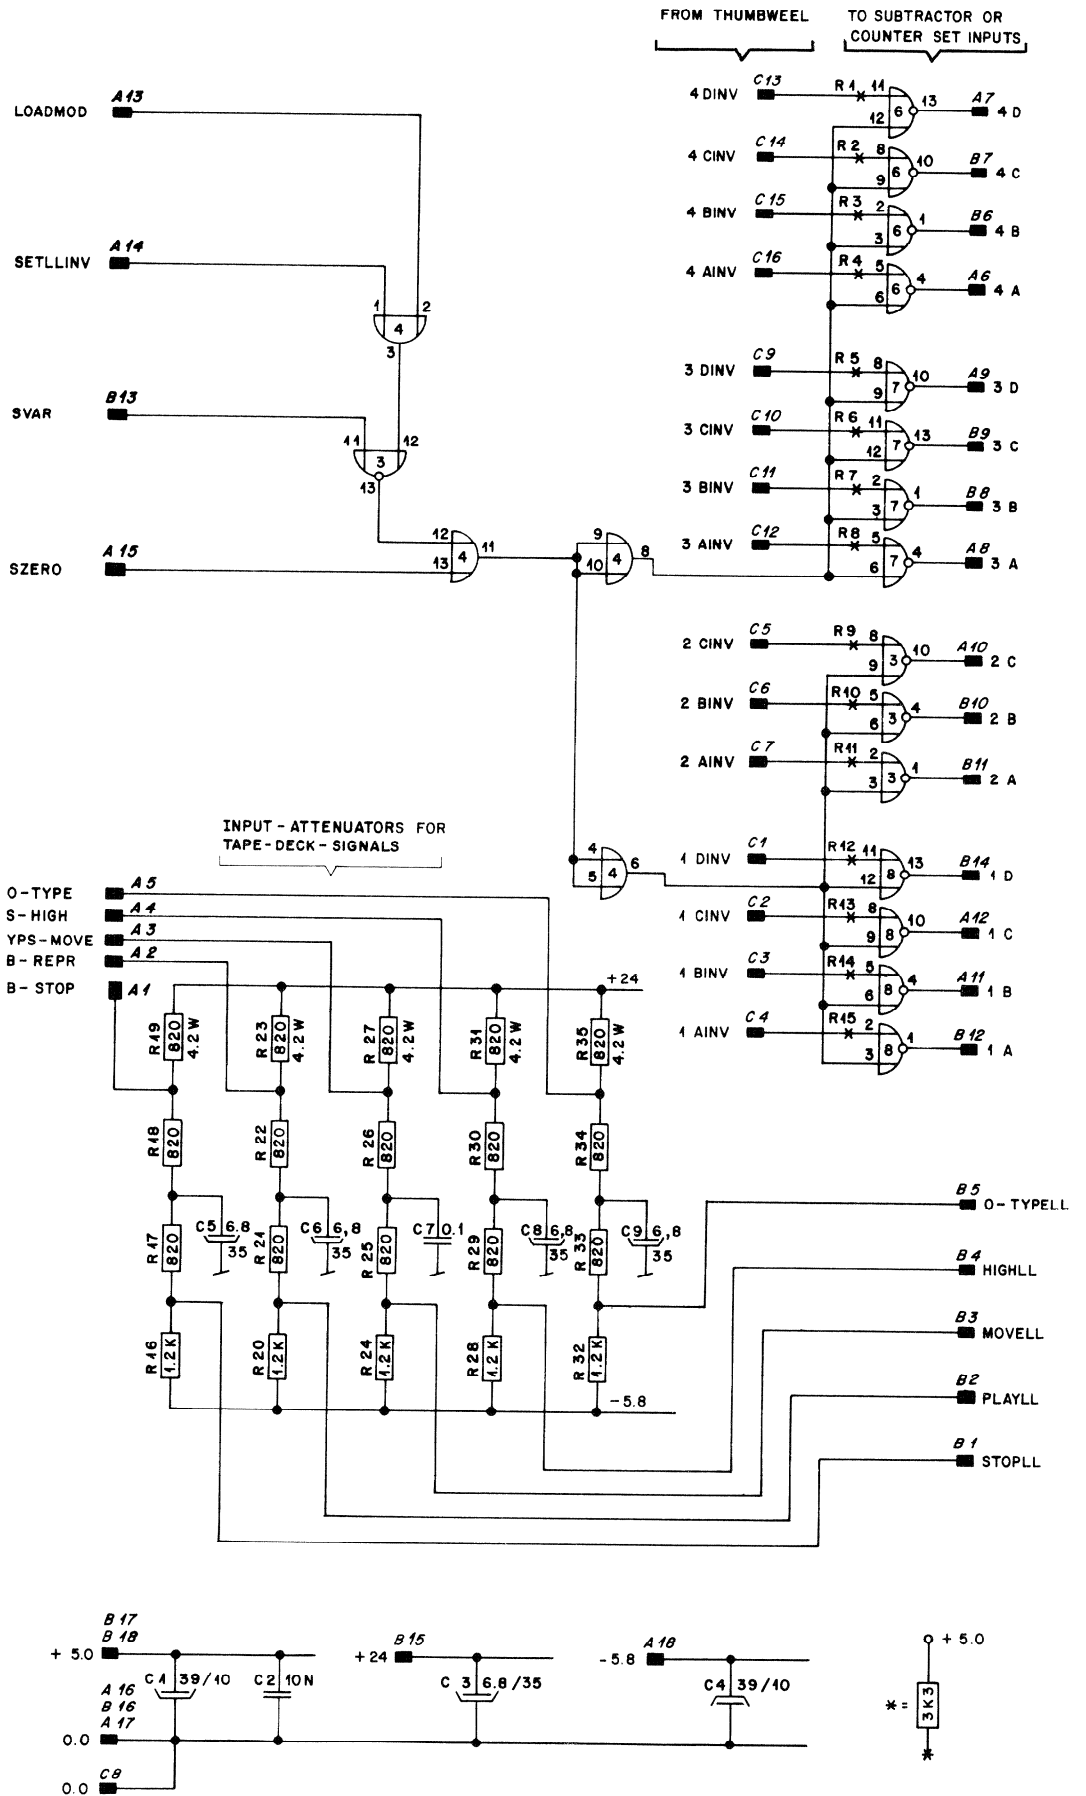 FROM THUMBWEEL
TO SUBTRACTOR OR
COUNTER SET INPUTS
LOADMOD A13
SETLLINV A14
1 2
4
3
SVAR B13
11 12
3
13
SZERO A15
12
13 4 11
9
10 4 8
4 DINV C13 R1 11 12 6 13 A7 4 D
4 CINV C14 R2 8 9 6 10 B7 4 C
4 BINV C15 R3 2 3 6 1 B6 4 B
4 AINV C16 R4 5 6 6 4 A6 4 A
3 DINV C9 R5 8 9 7 10 A9 3 D
3 CINV C10 R6 11 12 7 13 B9 3 C
3 BINV C11 R7 2 3 7 1 B8 3 B
3 AINV C12 R8 5 6 7 4 A8 3 A
2 CINV C5 R9 8 9 3 10 A10 2 C
2 BINV C6 R10 5 6 3 4 B10 2 B
2 AINV C7 R11 2 3 3 1 B11 2 A
4
5 4 6
1 DINV C1 R12 11 12 8 13 B14 1 D
1 CINV C2 R13 8 9 8 10 A12 1 C
1 BINV C3 R14 5 6 8 4 A11 1 B
1 AINV C4 R15 2 3 8 1 B12 1 A
INPUT-ATTENUATORS FOR
TAPE-DECK-SIGNALS
O-TYPE A5
S-HIGH A4
YPS-MOVE A3
B-REPR A2
B-STOP A1
+24
R19 820 4.2W R23 820 4.2W R27 820 4.2W R31 820 4.2W R35 820 4.2W
R18 820 R22 820 R26 820 R30 820 R34 820
C5 6.8 35 C6 6,8 35 C7 0.1 C8 6,8 35 C9 6,8 35
R17 820 R21 820 R25 820 R29 820 R33 820
R16 1.2K R20 1.2K R24 1.2K R28 1.2K R32 1.2K
-5.8
B5 O-TYPELL
B4 HIGHLL
B3 MOVELL
B2 PLAYLL
B1 STOPLL
B17
B18
+5.0
C1 39/10 C2 10N
A16
B16
A17
0.0
0.0 C8
+24 B15
C3 6.8/35
-5.8 A18
C4 39/10
+5.0
*= 3K3
*